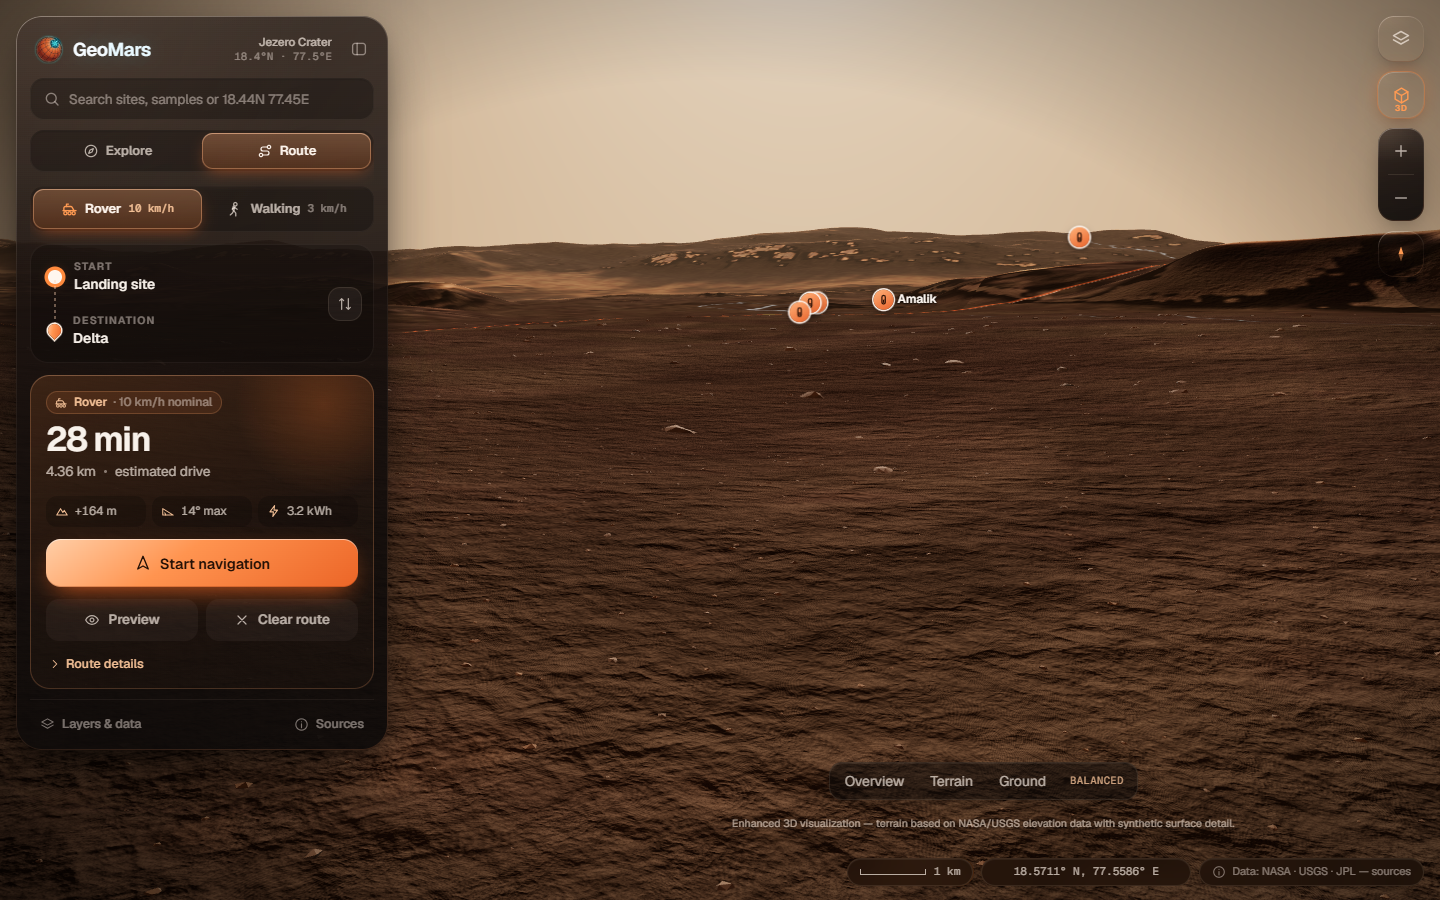 GeoMars
Jezero Crater
18.4°N · 77.5°E
Search sites, samples or 18.44N 77.45E
Explore
Route
Rover 10 km/h
Walking 3 km/h
START
Landing site
DESTINATION
Delta
Rover · 10 km/h nominal
28 min
4.36 km · estimated drive
+164 m
14° max
3.2 kWh
Start navigation
Preview
Clear route
Route details
Layers & data
Sources
Amalik
3D
Overview
Terrain
Ground
BALANCED
Enhanced 3D visualization — terrain based on NASA/USGS elevation data with synthetic surface detail.
1 km
18.5711° N, 77.5586° E
Data: NASA · USGS · JPL — sources